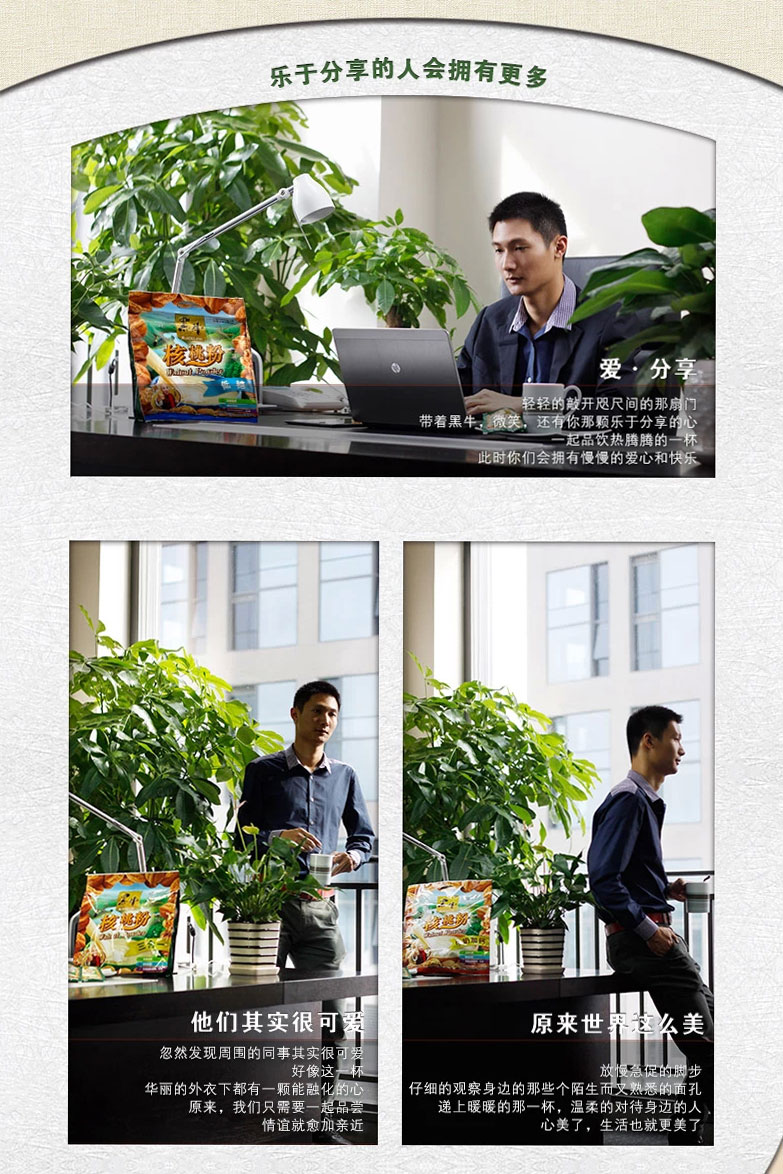 乐于分享的人会拥有更多
核桃粉
Walnut Powder
爱·分享
轻轻的敲开咫尺间的那扇门
带着黑牛，微笑，还有你那颗乐于分享的心
一起品饮热腾腾的一杯
此时你们会拥有慢慢的爱心和快乐
核桃粉
核桃粉
他们其实很可爱
忽然发现周围的同事其实很可爱
好像这一杯
华丽的外衣下都有一颗能融化的心
原来，我们只需要一起品尝
情谊就愈加亲近
原来世界这么美
放慢急促的脚步
仔细的观察身边的那些个陌生而又熟悉的面孔
递上暖暖的那一杯，温柔的对待身边的人
心美了，生活也就更美了